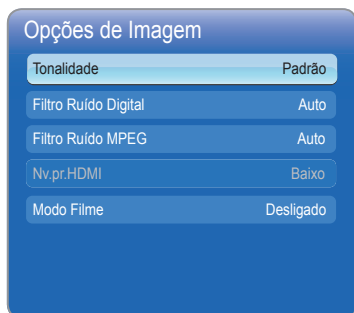 Opções de Imagem
Tonalidade Padrão
Filtro Ruído Digital Auto
Filtro Ruído MPEG Auto
Nv.pr.HDMI Baixo
Modo Filme Desligado